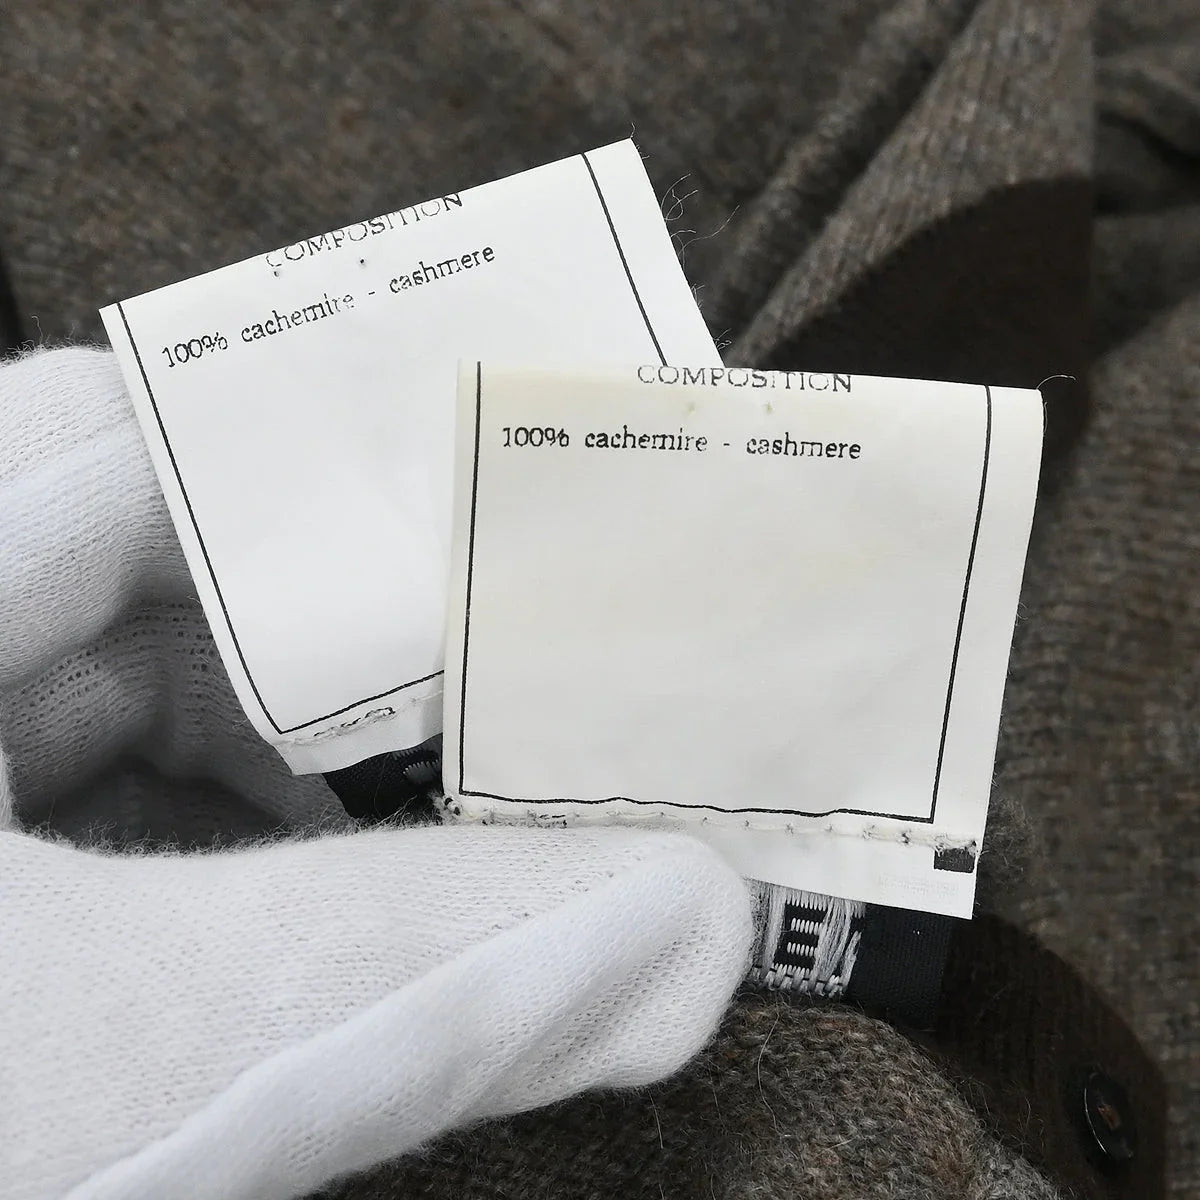 COMPOSITION
100% cachemire - cashmere
COMPOSITION
100% cachemire - cashmere